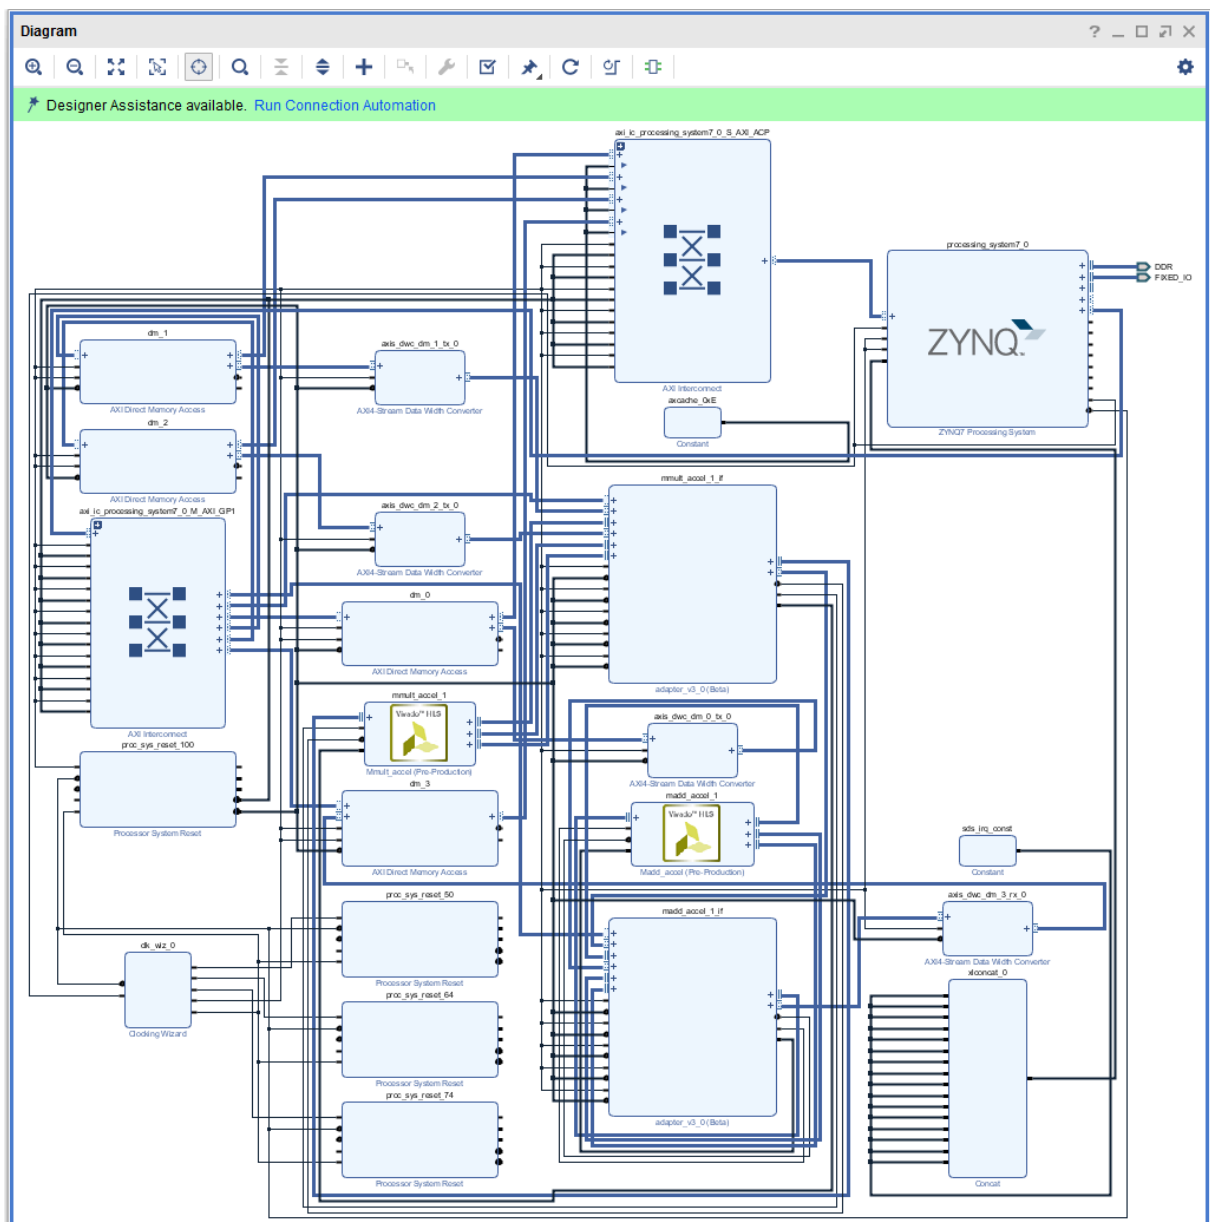 Diagram
Designer Assistance available. Run Connection Automation
axi_ic_processing_system7_0_S_AXI_ACP
AXI Interconnect
processing_system7_0
ZYNQ
ZYNQ7 Processing System
DDR
FIXED_IO
dm_1
AXI Direct Memory Access
axis_dwc_dm_1_tx_0
AXI4-Stream Data Width Converter
axcache_0xE
Constant
dm_2
AXI Direct Memory Access
mmult_accel_1_if
adapter_v3_0 (Beta)
axis_dwc_dm_2_tx_0
AXI4-Stream Data Width Converter
axi_ic_processing_system7_0_M_AXI_GP1
AXI Interconnect
dm_0
AXI Direct Memory Access
mmult_accel_1
Vivado™ HLS
Mmult_accel (Pre-Production)
axis_dwc_dm_0_tx_0
AXI4-Stream Data Width Converter
proc_sys_reset_100
Processor System Reset
dm_3
AXI Direct Memory Access
madd_accel_1
Vivado™ HLS
Madd_accel (Pre-Production)
sds_irq_const
Constant
proc_sys_reset_50
Processor System Reset
axis_dwc_dm_3_rx_0
AXI4-Stream Data Width Converter
madd_accel_1_if
adapter_v3_0 (Beta)
clk_wiz_0
Clocking Wizard
xlconcat_0
Concat
proc_sys_reset_64
Processor System Reset
proc_sys_reset_74
Processor System Reset